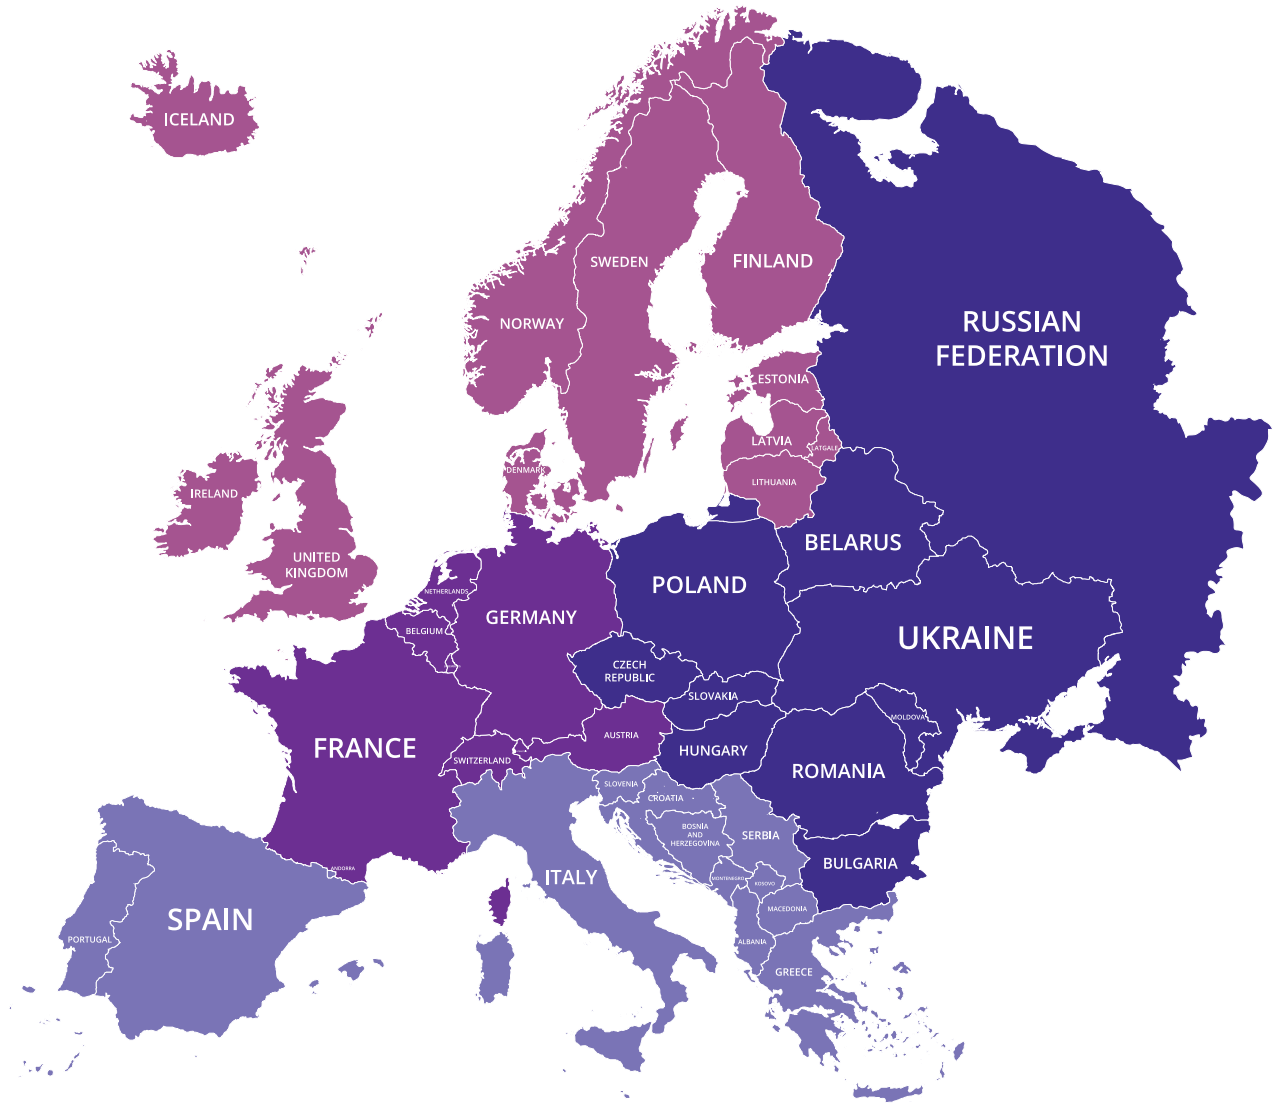 ICELAND
FINLAND
SWEDEN
NORWAY
RUSSIAN
FEDERATION
ESTONIA
LATVIA
LATGALE
DENMARK
LITHUANIA
IRELAND
BELARUS
UNITED
KINGDOM
POLAND
NETHERLANDS
GERMANY
BELGIUM
UKRAINE
CZECH
REPUBLIC
SLOVAKIA
MOLDOVA
AUSTRIA
FRANCE
HUNGARY
SWITZERLAND
ROMANIA
SLOVENIA
CROATIA
BOSNIA
AND
HERZEGOVINA
SERBIA
BULGARIA
ANDORRA
ITALY
MONTENEGRO
KOSOVO
MACEDONIA
SPAIN
PORTUGAL
ALBANIA
GREECE